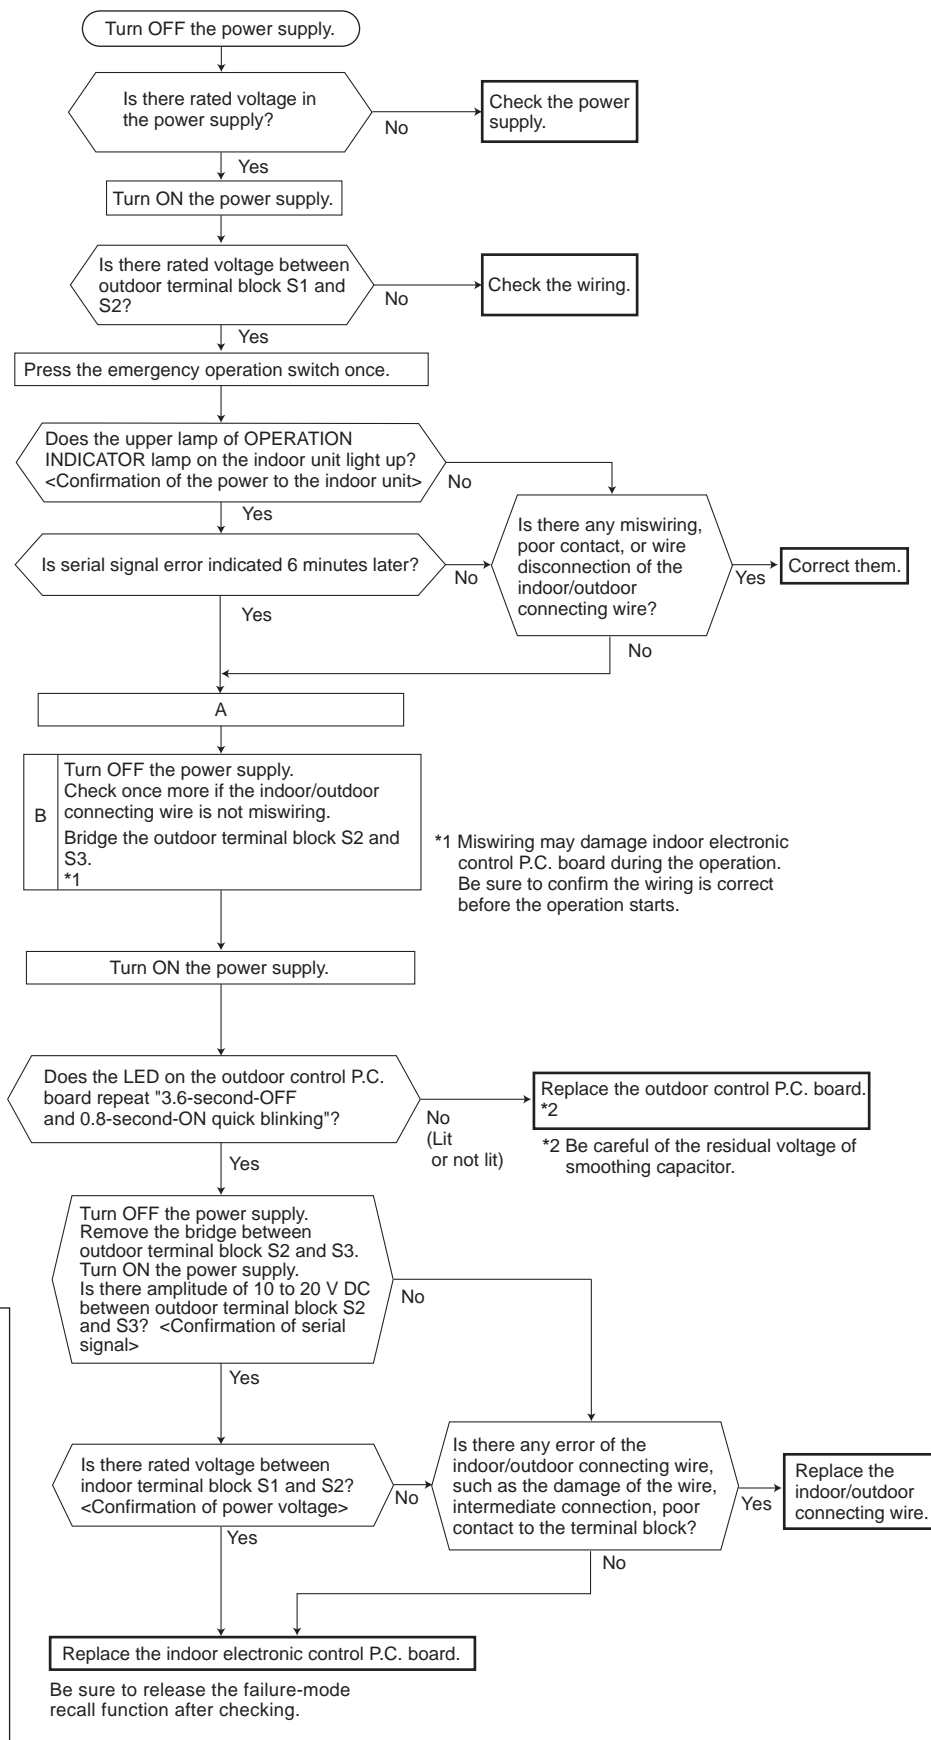 Turn OFF the power supply.
Is there rated voltage in
the power supply?
No
Check the power
supply.
Yes
Turn ON the power supply.
Is there rated voltage between
outdoor terminal block S1 and
S2?
No
Check the wiring.
Yes
Press the emergency operation switch once.
Does the upper lamp of OPERATION
INDICATOR lamp on the indoor unit light up?
<Confirmation of the power to the indoor unit>
No
Yes
Is serial signal error indicated 6 minutes later?
No
Is there any miswiring,
poor contact, or wire
disconnection of the
indoor/outdoor
connecting wire?
Yes
Correct them.
Yes
No
A
B
Turn OFF the power supply.
Check once more if the indoor/outdoor
connecting wire is not miswiring.
Bridge the outdoor terminal block S2 and
S3.
*1
*1 Miswiring may damage indoor electronic
control P.C. board during the operation.
Be sure to confirm the wiring is correct
before the operation starts.
Turn ON the power supply.
Does the LED on the outdoor control P.C.
board repeat "3.6-second-OFF
and 0.8-second-ON quick blinking"?
No
(Lit
or not lit)
Replace the outdoor control P.C. board.
*2
*2 Be careful of the residual voltage of
smoothing capacitor.
Yes
Turn OFF the power supply.
Remove the bridge between
outdoor terminal block S2 and S3.
Turn ON the power supply.
Is there amplitude of 10 to 20 V DC
between outdoor terminal block S2
and S3? <Confirmation of serial
signal>
No
Yes
Is there rated voltage between
indoor terminal block S1 and S2?
<Confirmation of power voltage>
No
Is there any error of the
indoor/outdoor connecting wire,
such as the damage of the wire,
intermediate connection, poor
contact to the terminal block?
Yes
Replace the
indoor/outdoor
connecting wire.
Yes
No
Replace the indoor electronic control P.C. board.
Be sure to release the failure-mode
recall function after checking.